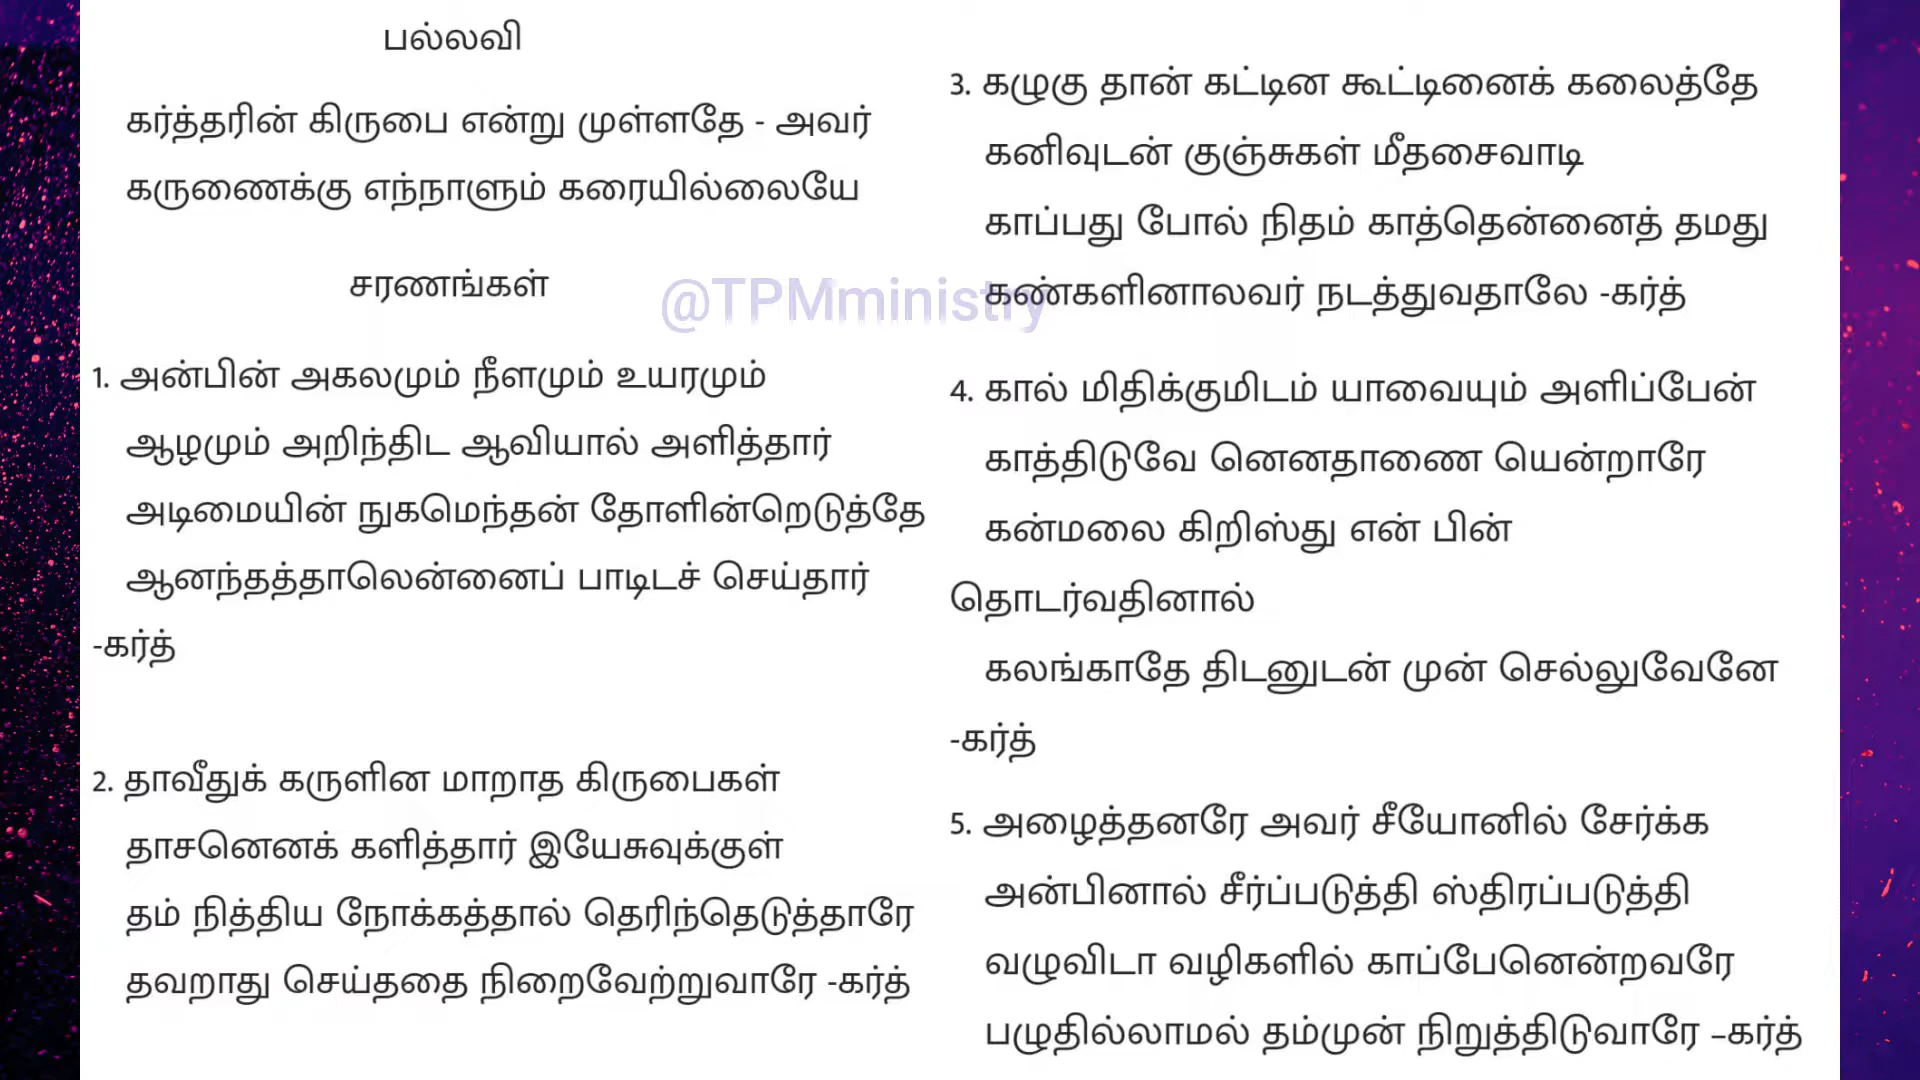 பல்லவி
கர்த்தரின் கிருபை என்று முள்ளதே - அவர்
கருணைக்கு எந்நாளும் கரையில்லையே
சரணங்கள்
1. அன்பின் அகலமும் நீளமும் உயரமும்
ஆழமும் அறிந்திட ஆவியால் அளித்தார்
அடிமையின் நுகமெந்தன் தோளின்றெடுத்தே
ஆனந்தத்தாலென்னைப் பாடிடச் செய்தார்
-கர்த்
2. தாவீதுக் கருளின மாறாத கிருபைகள்
தாசனெனக் களித்தார் இயேசுவுக்குள்
தம் நித்திய நோக்கத்தால் தெரிந்தெடுத்தாரே
தவறாது செய்ததை நிறைவேற்றுவாரே -கர்த்
@TPMministry
3. கழுகு தான் கட்டின கூட்டினைக் கலைத்தே
கனிவுடன் குஞ்சுகள் மீதசைவாடி
காப்பது போல் நிதம் காத்தென்னைத் தமது
கண்களினாலவர் நடத்துவதாலே -கர்த்
4. கால் மிதிக்குமிடம் யாவையும் அளிப்பேன்
காத்திடுவே னெனதாணை யென்றாரே
கன்மலை கிறிஸ்து என் பின்
தொடர்வதினால்
கலங்காதே திடனுடன் முன் செல்லுவேனே
-கர்த்
5. அழைத்தனரே அவர் சீயோனில் சேர்க்க
அன்பினால் சீர்ப்படுத்தி ஸ்திரப்படுத்தி
வழுவிடா வழிகளில் காப்பேனென்றவரே
பழுதில்லாமல் தம்முன் நிறுத்திடுவாரே –கர்த்